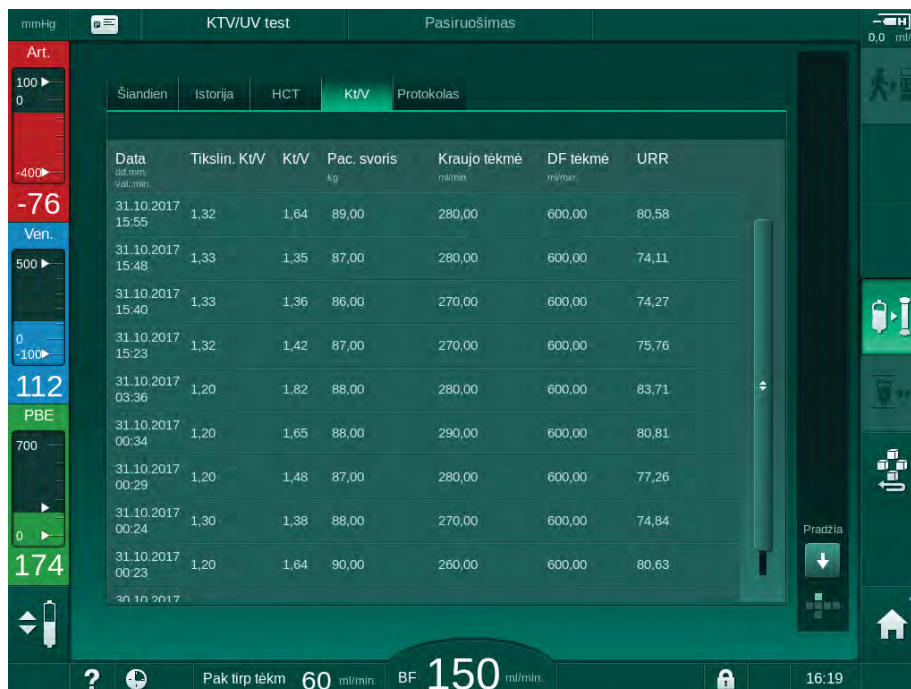 mmHg KTV/UV test Pasiruošimas
0,0 ml/
Art.
100
0
-400
-76
Ven.
500
0
-100
112
PBE
700
0
174
Šiandien Istorija HCT Kt/V Protokolas
Data Tikslin. Kt/V Kt/V Pac. svoris Kraujo tėkmė DF tėkmė URR
dd.mm. kg ml/min ml/min.
val.:min.
31.10.2017 1,32 1,64 89,00 280,00 600,00 80,58
15:55
31.10.2017 1,33 1,35 87,00 280,00 600,00 74,11
15:48
31.10.2017 1,33 1,36 86,00 270,00 600,00 74,27
15:40
31.10.2017 1,32 1,42 87,00 270,00 600,00 75,76
15:23
31.10.2017 1,20 1,82 88,00 280,00 600,00 83,71
03:36
31.10.2017 1,20 1,65 88,00 290,00 600,00 80,81
00:34
31.10.2017 1,20 1,48 87,00 280,00 600,00 77,26
00:29
31.10.2017 1,30 1,38 88,00 270,00 600,00 74,84
00:24
31.10.2017 1,20 1,64 90,00 260,00 600,00 80,63
00:23
30.10.2017
Pradžia
? Pak tirp tėkm 60 ml/min. BF 150 ml/min. 16:19